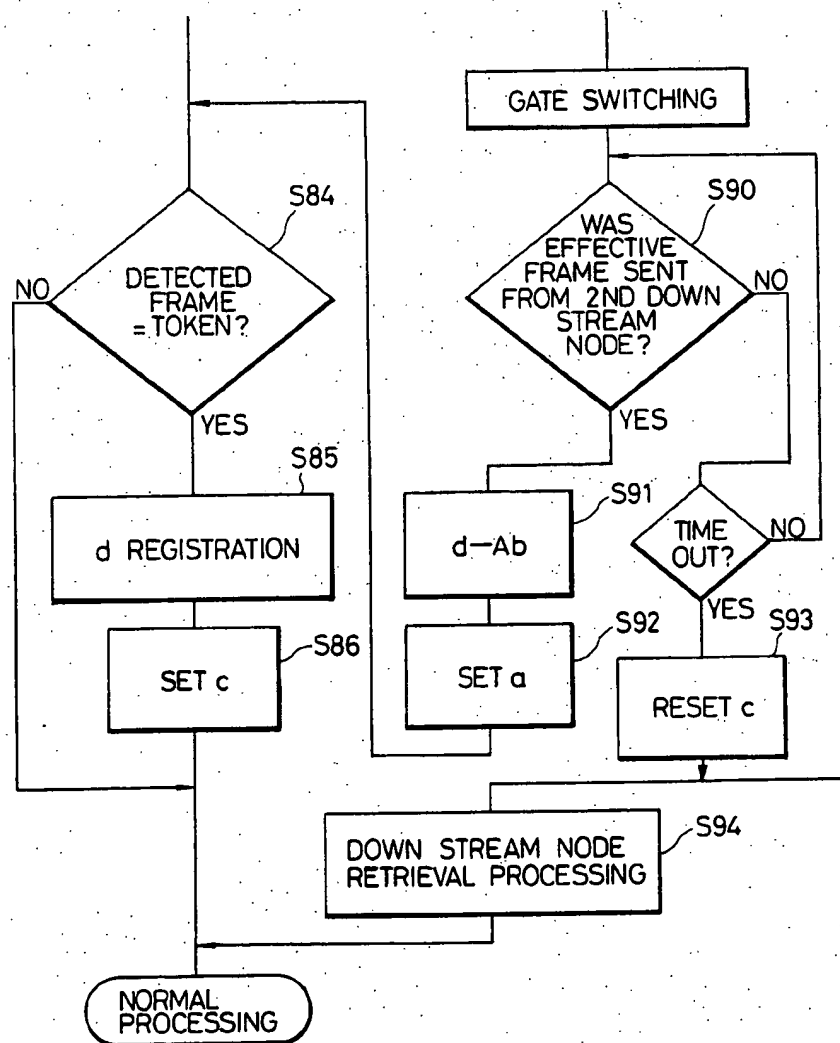 GATE SWITCHING
S84
DETECTED
FRAME
=TOKEN?
NO
YES
S85
d REGISTRATION
S86
SET c
S90
WAS
EFFECTIVE
FRAME SENT
FROM 2ND DOWN
STREAM
NODE?
NO
YES
S91
d—Ab
S92
SET a
TIME
OUT?
NO
YES
S93
RESET c
S94
DOWN STREAM NODE
RETRIEVAL PROCESSING
NORMAL
PROCESSING